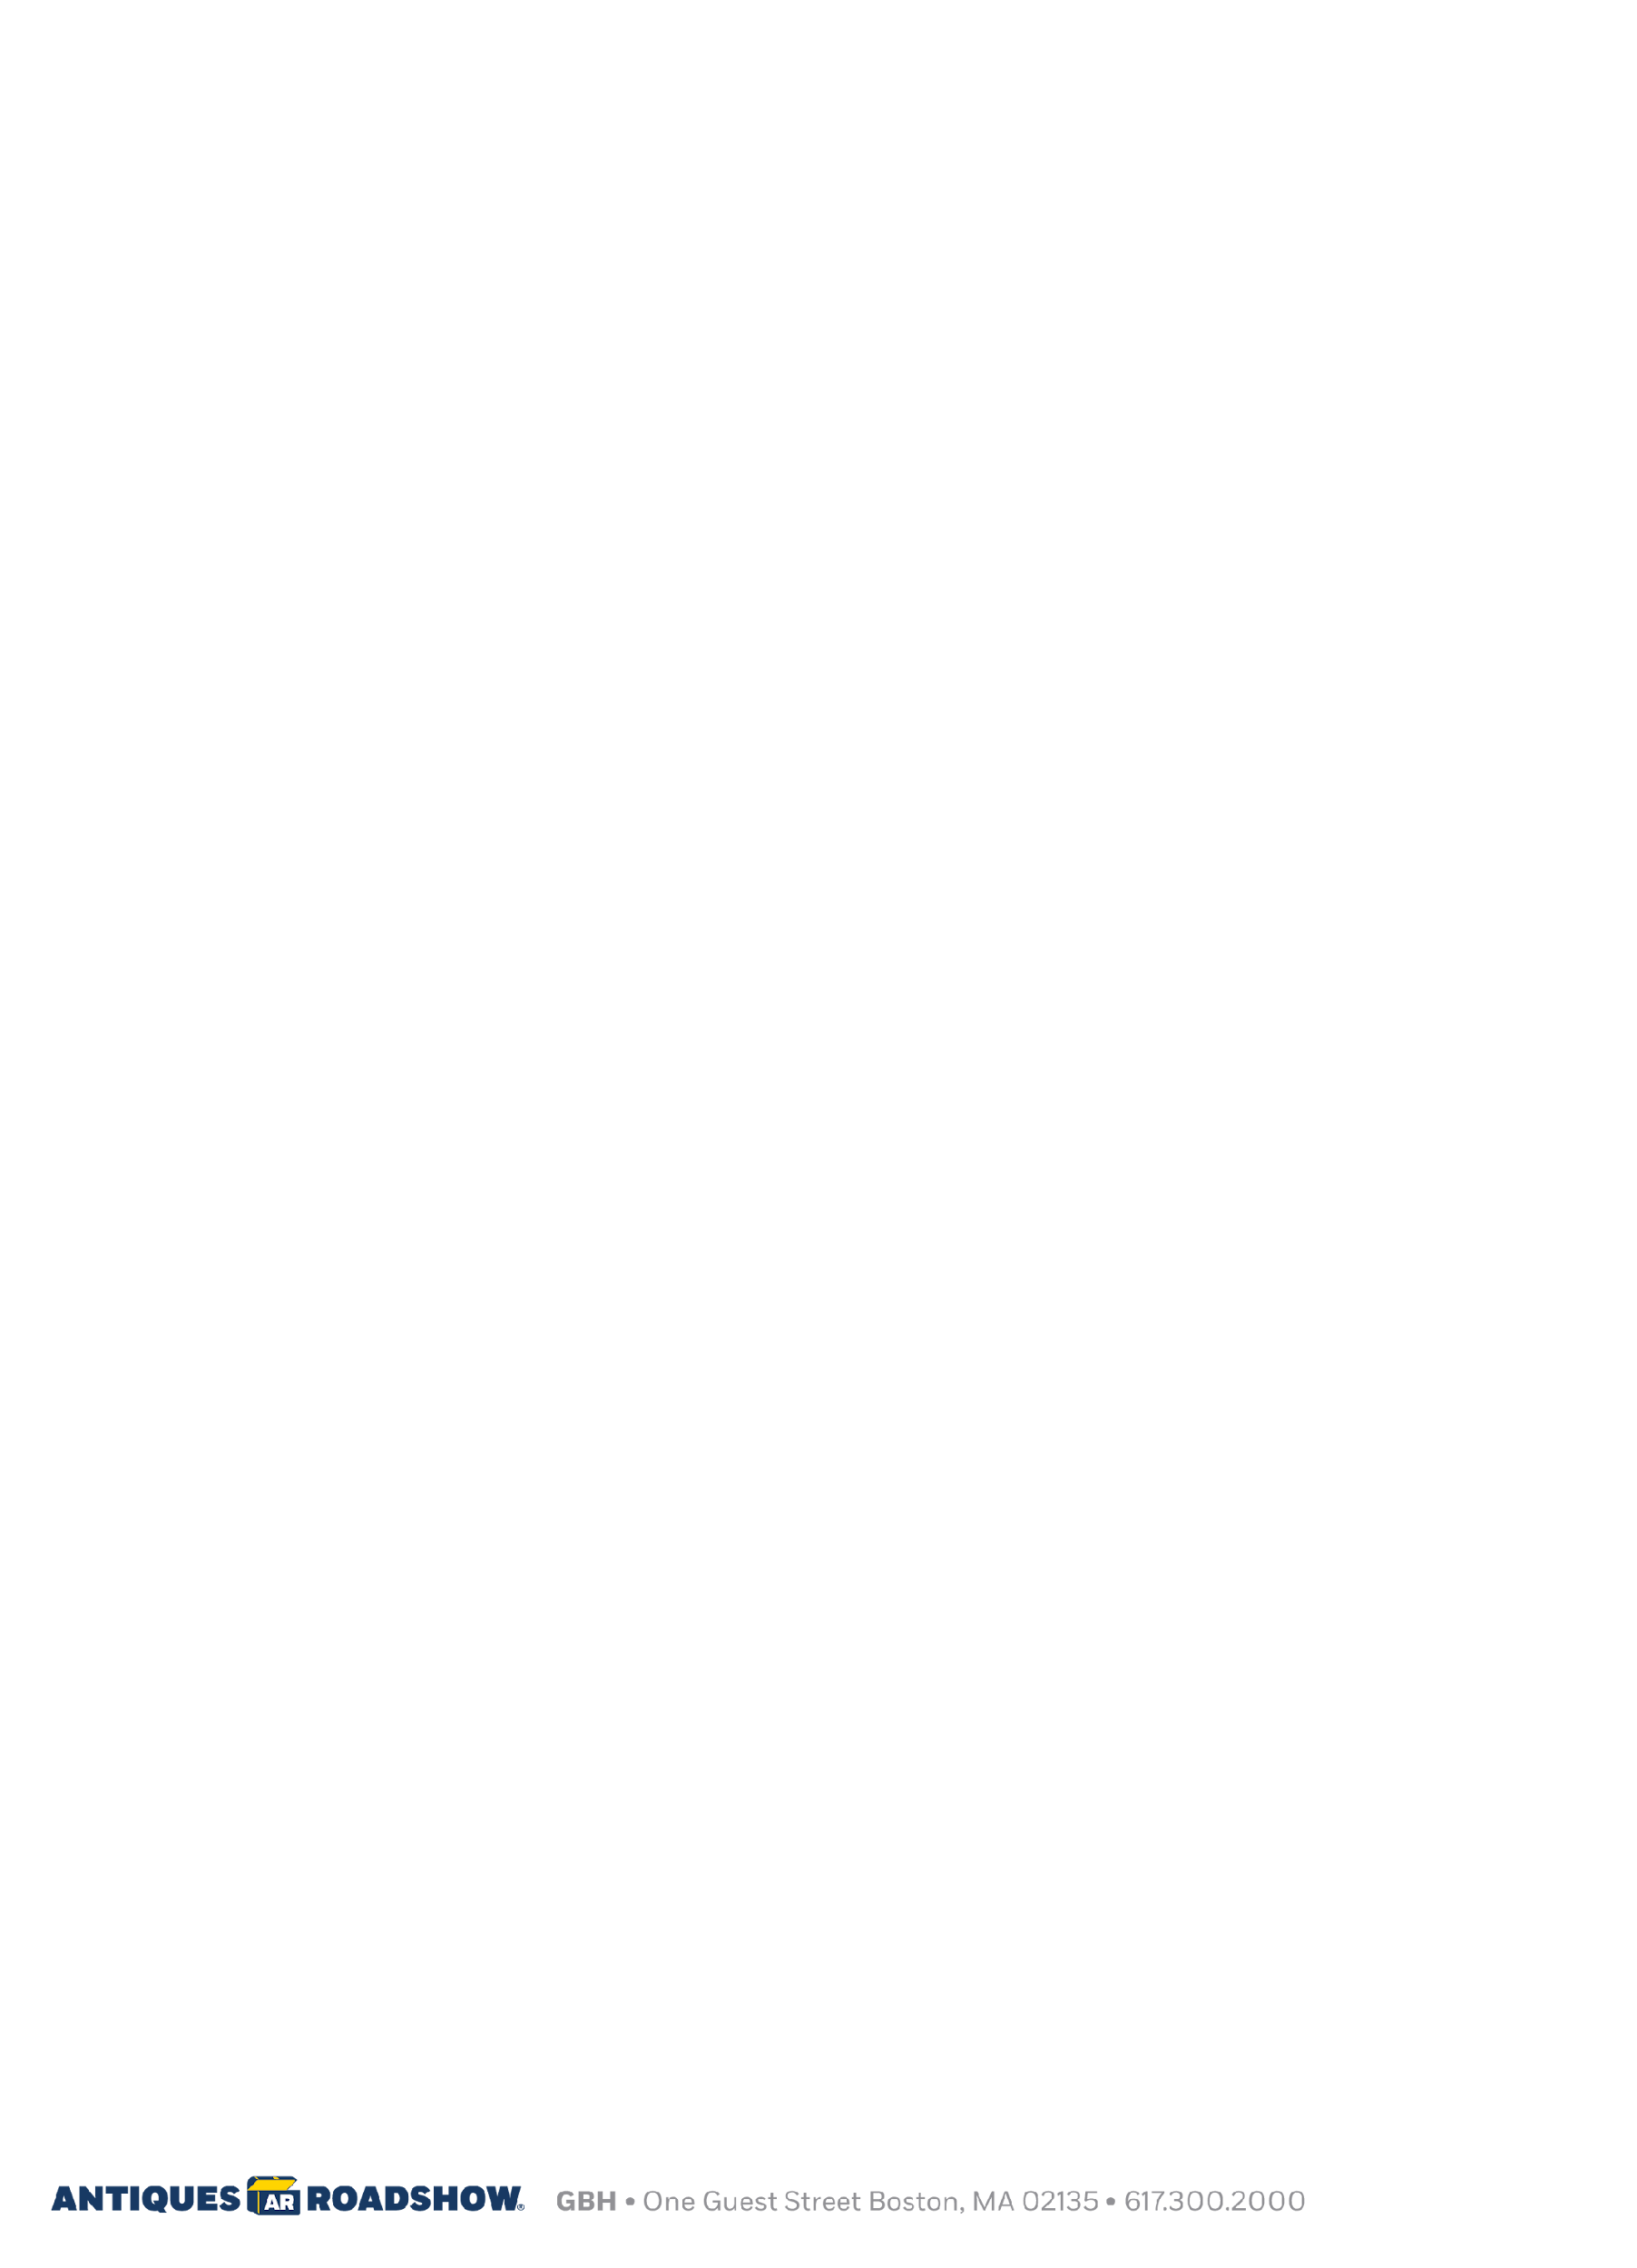 ANTIQUES AR ROADSHOW® GBH • One Guest Street Boston, MA 02135 • 617.300.2000